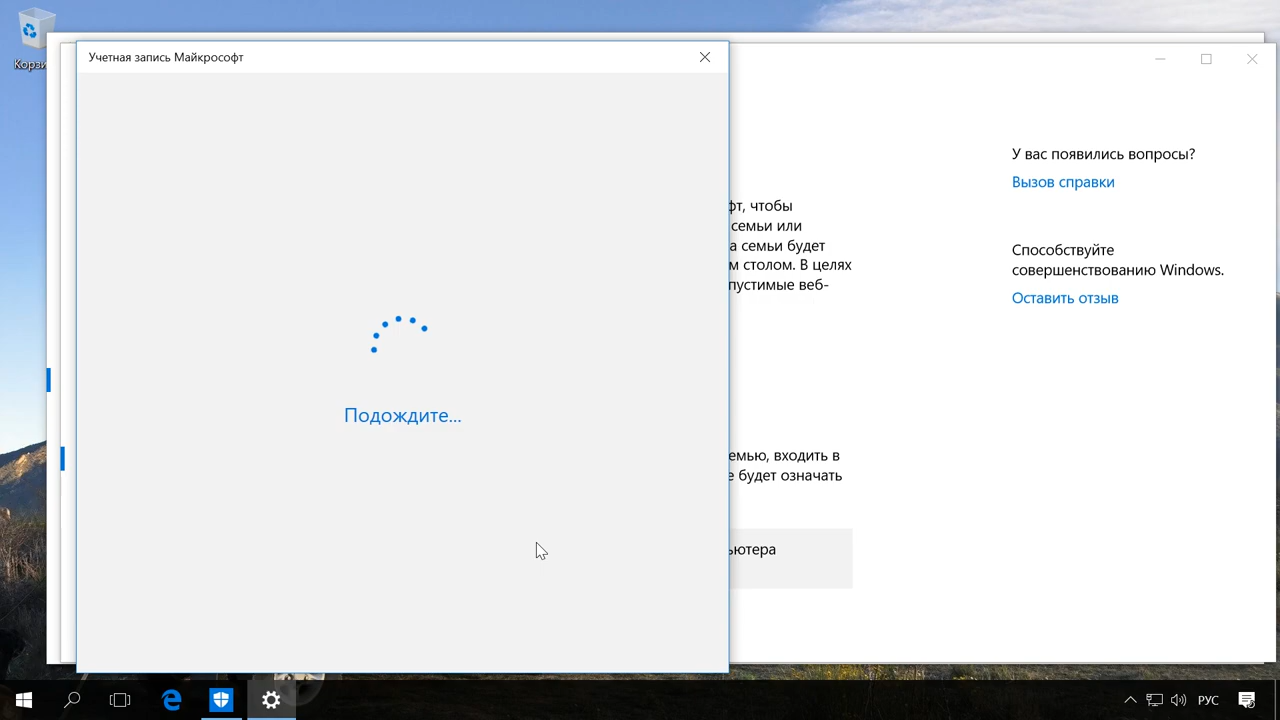 Учетная запись Майкрософт
Подождите...
фт, чтобы
семьи или
а семьи будет
м столом. В целях
пустимые веб-
емью, входить в
е будет означать
ьютера
У вас появились вопросы?
Вызов справки
Способствуйте
совершенствованию Windows.
Оставить отзыв
Корзи
РУС